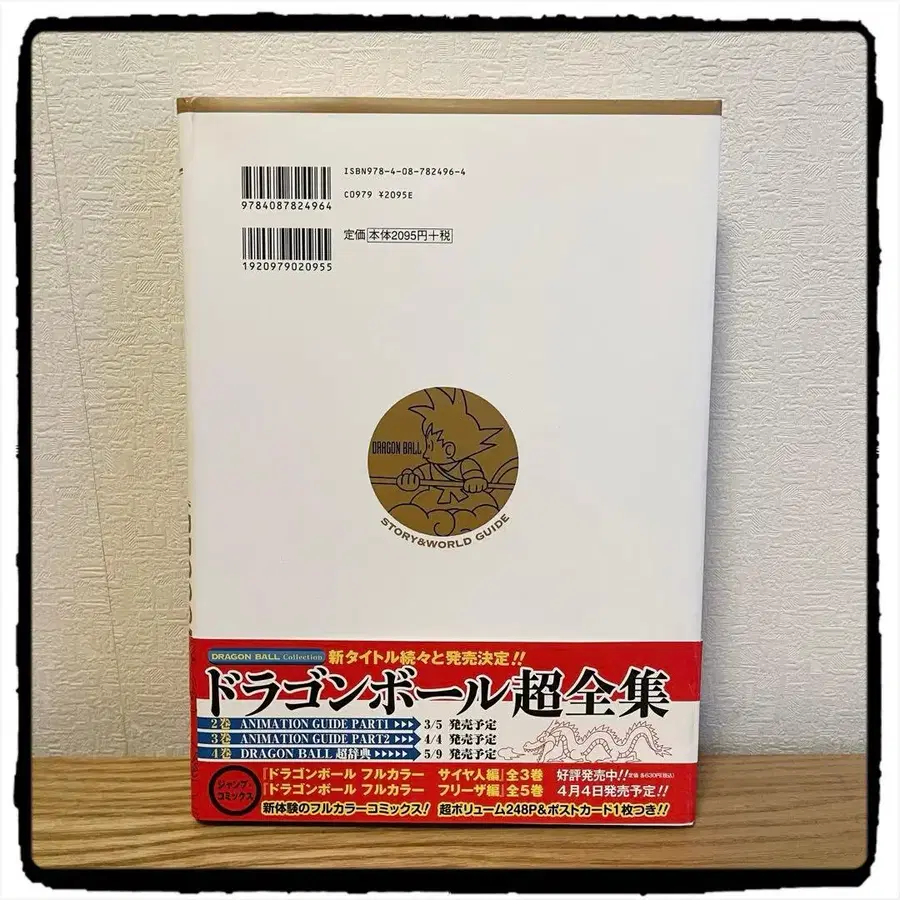 ISBN978-4-08-782496-4
9784087824964
C0979 ¥2095E
定価 本体2095円+税
1920979020955
DRAGON BALL
STORY&WORLD GUIDE
DRAGON BALL Collection 新タイトル続々と発売決定!!
ドラゴンボール超全集
2巻 ANIMATION GUIDE PART1 ▸▸▸ 3/5 発売予定
3巻 ANIMATION GUIDE PART2 ▸▸▸ 4/4 発売予定
4巻 DRAGON BALL 超辞典 ▸▸▸▸▸ 5/9 発売予定
ジャンプ・コミックス
「ドラゴンボール フルカラー サイヤ人編」全3巻 好評発売中!! 定価 各630円(税込)
「ドラゴンボール フルカラー フリーザ編」全5巻 4月4日発売予定!!
新体験のフルカラーコミックス! 超ボリューム248P&ポストカード1枚つき!!